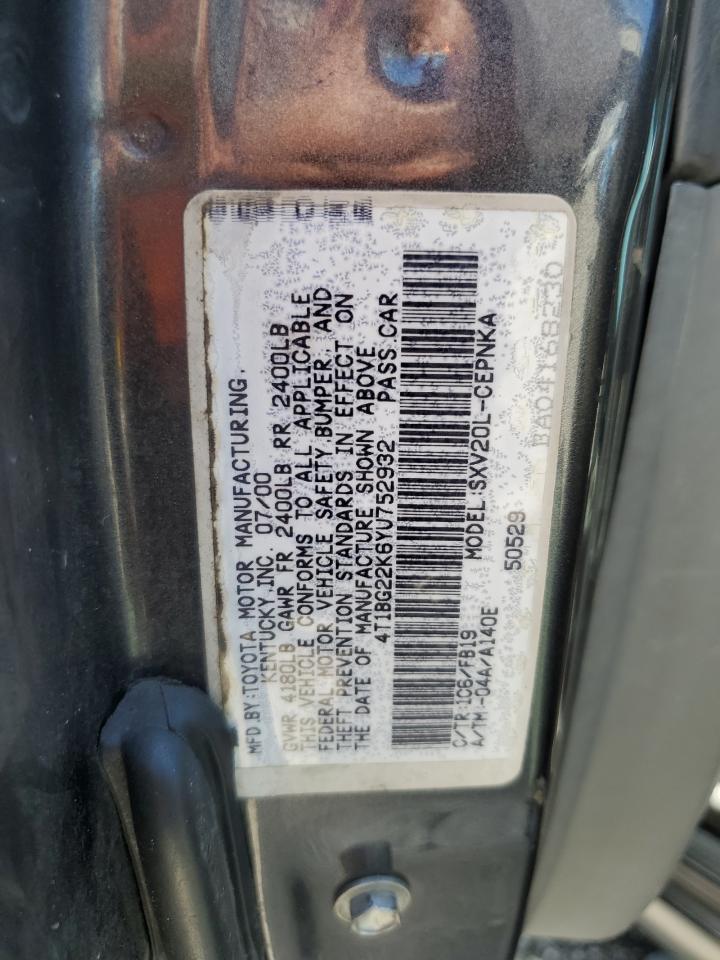 MFD.BY:TOYOTA MOTOR MANUFACTURING,
KENTUCKY,INC. 07/00
GVWR 4180LB GAWR FR 2400LB RR 2400LB
THIS VEHICLE CONFORMS TO ALL APPLICABLE
FEDERAL MOTOR VEHICLE SAFETY,BUMPER, AND
THEFT PREVENTION STANDARDS IN EFFECT ON
THE DATE OF MANUFACTURE SHOWN ABOVE.
4T1BG22K6YU752932 PASS.CAR
C/TR:1C6/FB19 MODEL:SXV20L-CEPNKA
A/TM:-04A/A140E 50529
BA04168230